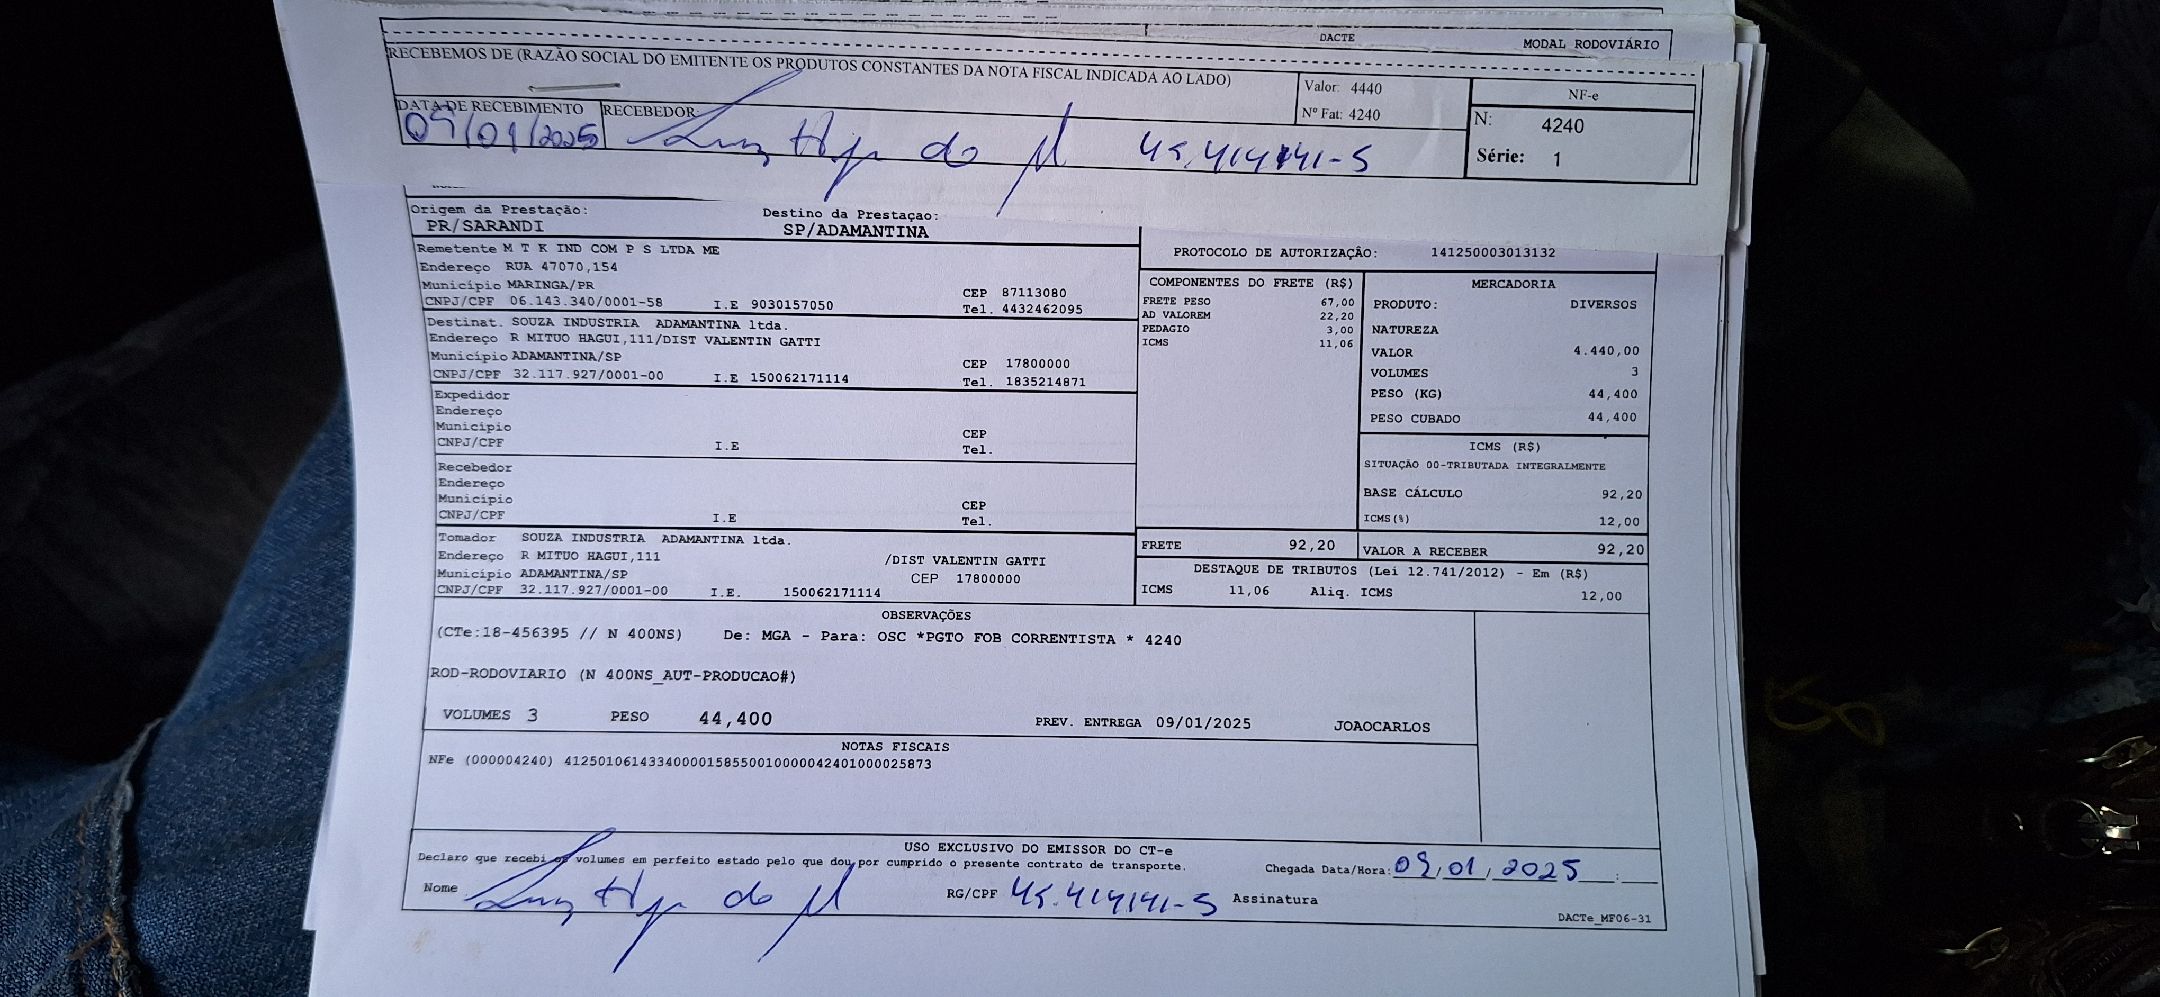 DACTE
MODAL RODOVIÁRIO
RECEBEMOS DE (RAZÃO SOCIAL DO EMITENTE OS PRODUTOS CONSTANTES DA NOTA FISCAL INDICADA AO LADO)
Valor: 4440
Nº Fat: 4240
NF-e
N: 4240
Série: 1
DATA DE RECEBIMENTO
09/01/2025
RECEBEDOR:
45.414141-5
Origem da Prestação:
PR/SARANDI
Destino da Prestaçao:
SP/ADAMANTINA
Remetente M T K IND COM P S LTDA ME
Endereço RUA 47070,154
Município MARINGA/PR
CEP 87113080
CNPJ/CPF 06.143.340/0001-58 I.E 9030157050 Tel. 4432462095
Destinat. SOUZA INDUSTRIA ADAMANTINA ltda.
Endereço R MITUO HAGUI,111/DIST VALENTIN GATTI
Município ADAMANTINA/SP CEP 17800000
CNPJ/CPF 32.117.927/0001-00 I.E 150062171114 Tel. 1835214871
Expedidor
Endereço
Município CEP
CNPJ/CPF I.E Tel.
Recebedor
Endereço
Município CEP
CNPJ/CPF I.E Tel.
Tomador SOUZA INDUSTRIA ADAMANTINA ltda.
Endereço R MITUO HAGUI,111 /DIST VALENTIN GATTI
Município ADAMANTINA/SP CEP 17800000
CNPJ/CPF 32.117.927/0001-00 I.E. 150062171114
PROTOCOLO DE AUTORIZAÇÂO: 141250003013132
COMPONENTES DO FRETE (R$)
FRETE PESO 67,00
AD VALOREM 22,20
PEDAGIO 3,00
ICMS 11,06
MERCADORIA
PRODUTO: DIVERSOS
NATUREZA
VALOR 4.440,00
VOLUMES 3
PESO (KG) 44,400
PESO CUBADO 44,400
ICMS (R$)
SITUAÇÃO 00-TRIBUTADA INTEGRALMENTE
BASE CÁLCULO 92,20
ICMS(%) 12,00
FRETE 92,20
VALOR A RECEBER 92,20
DESTAQUE DE TRIBUTOS (Lei 12.741/2012) - Em (R$)
ICMS 11,06 Aliq. ICMS 12,00
OBSERVAÇÕES
(CTe:18-456395 // N 400NS) De: MGA - Para: OSC *PGTO FOB CORRENTISTA * 4240
ROD-RODOVIARIO (N 400NS_AUT-PRODUCAO#)
VOLUMES 3 PESO 44,400 PREV. ENTREGA 09/01/2025 JOAOCARLOS
NOTAS FISCAIS
NFe (000004240) 41250106143340000158550010000042401000025873
USO EXCLUSIVO DO EMISSOR DO CT-e
Declaro que recebi os volumes em perfeito estado pelo que dou por cumprido o presente contrato de transporte.
Chegada Data/Hora: 09/01/2025 :
Nome
RG/CPF 45.414141-5 Assinatura
DACTe_MF06-31